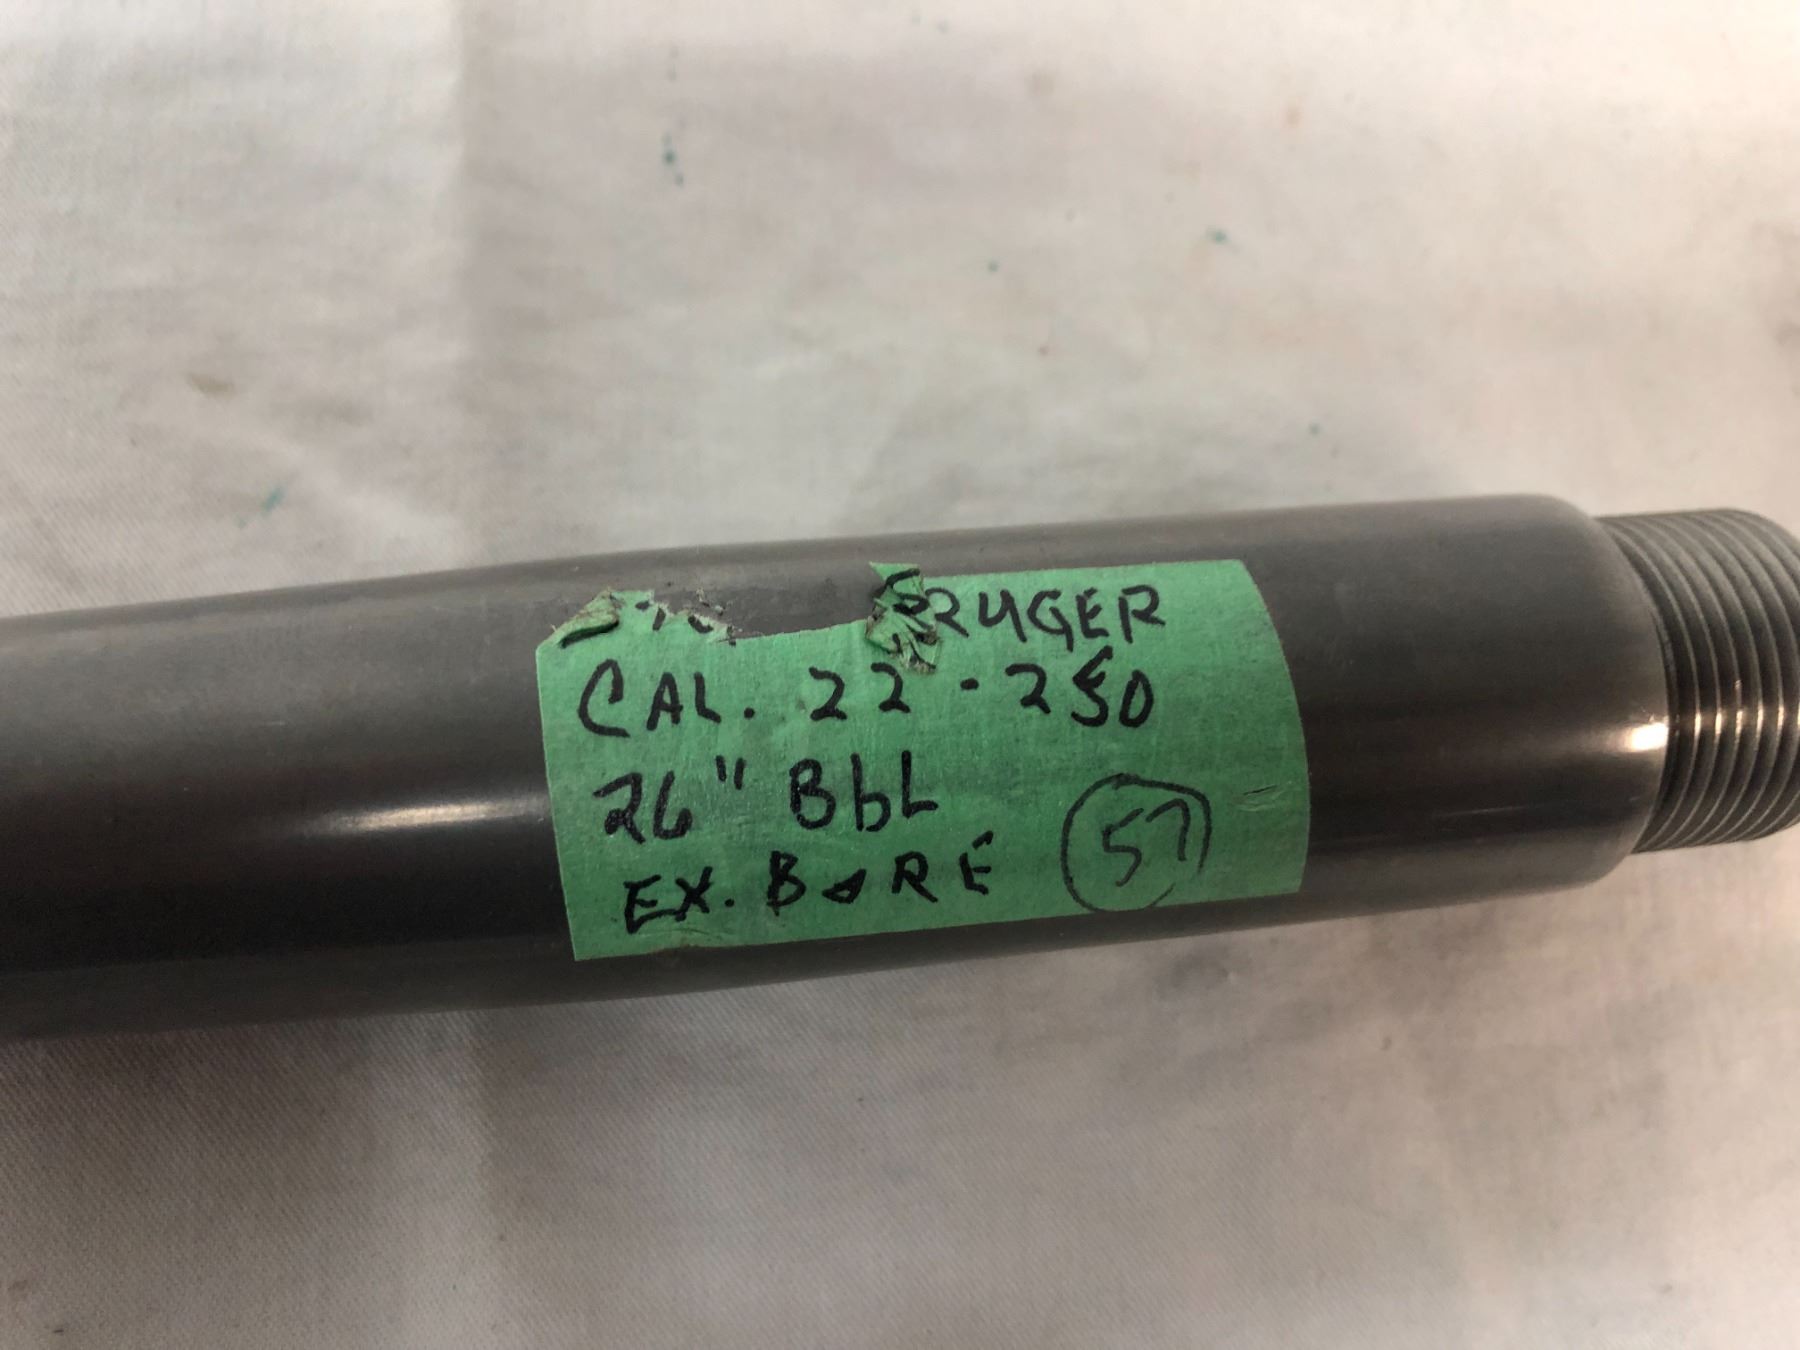 RUGER
CAL. 22-250
26" BbL
EX. BORE
57